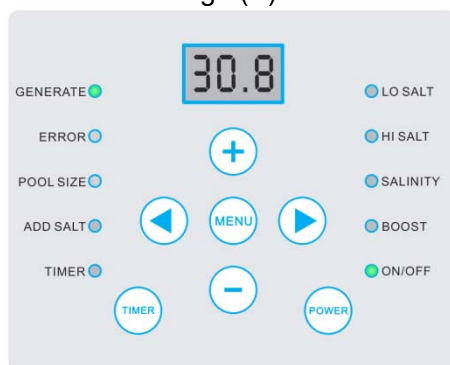 30.8
GENERATE
ERROR
POOL SIZE
ADD SALT
TIMER
LO SALT
HI SALT
SALINITY
BOOST
ON/OFF
+
MENU
−
TIMER
POWER